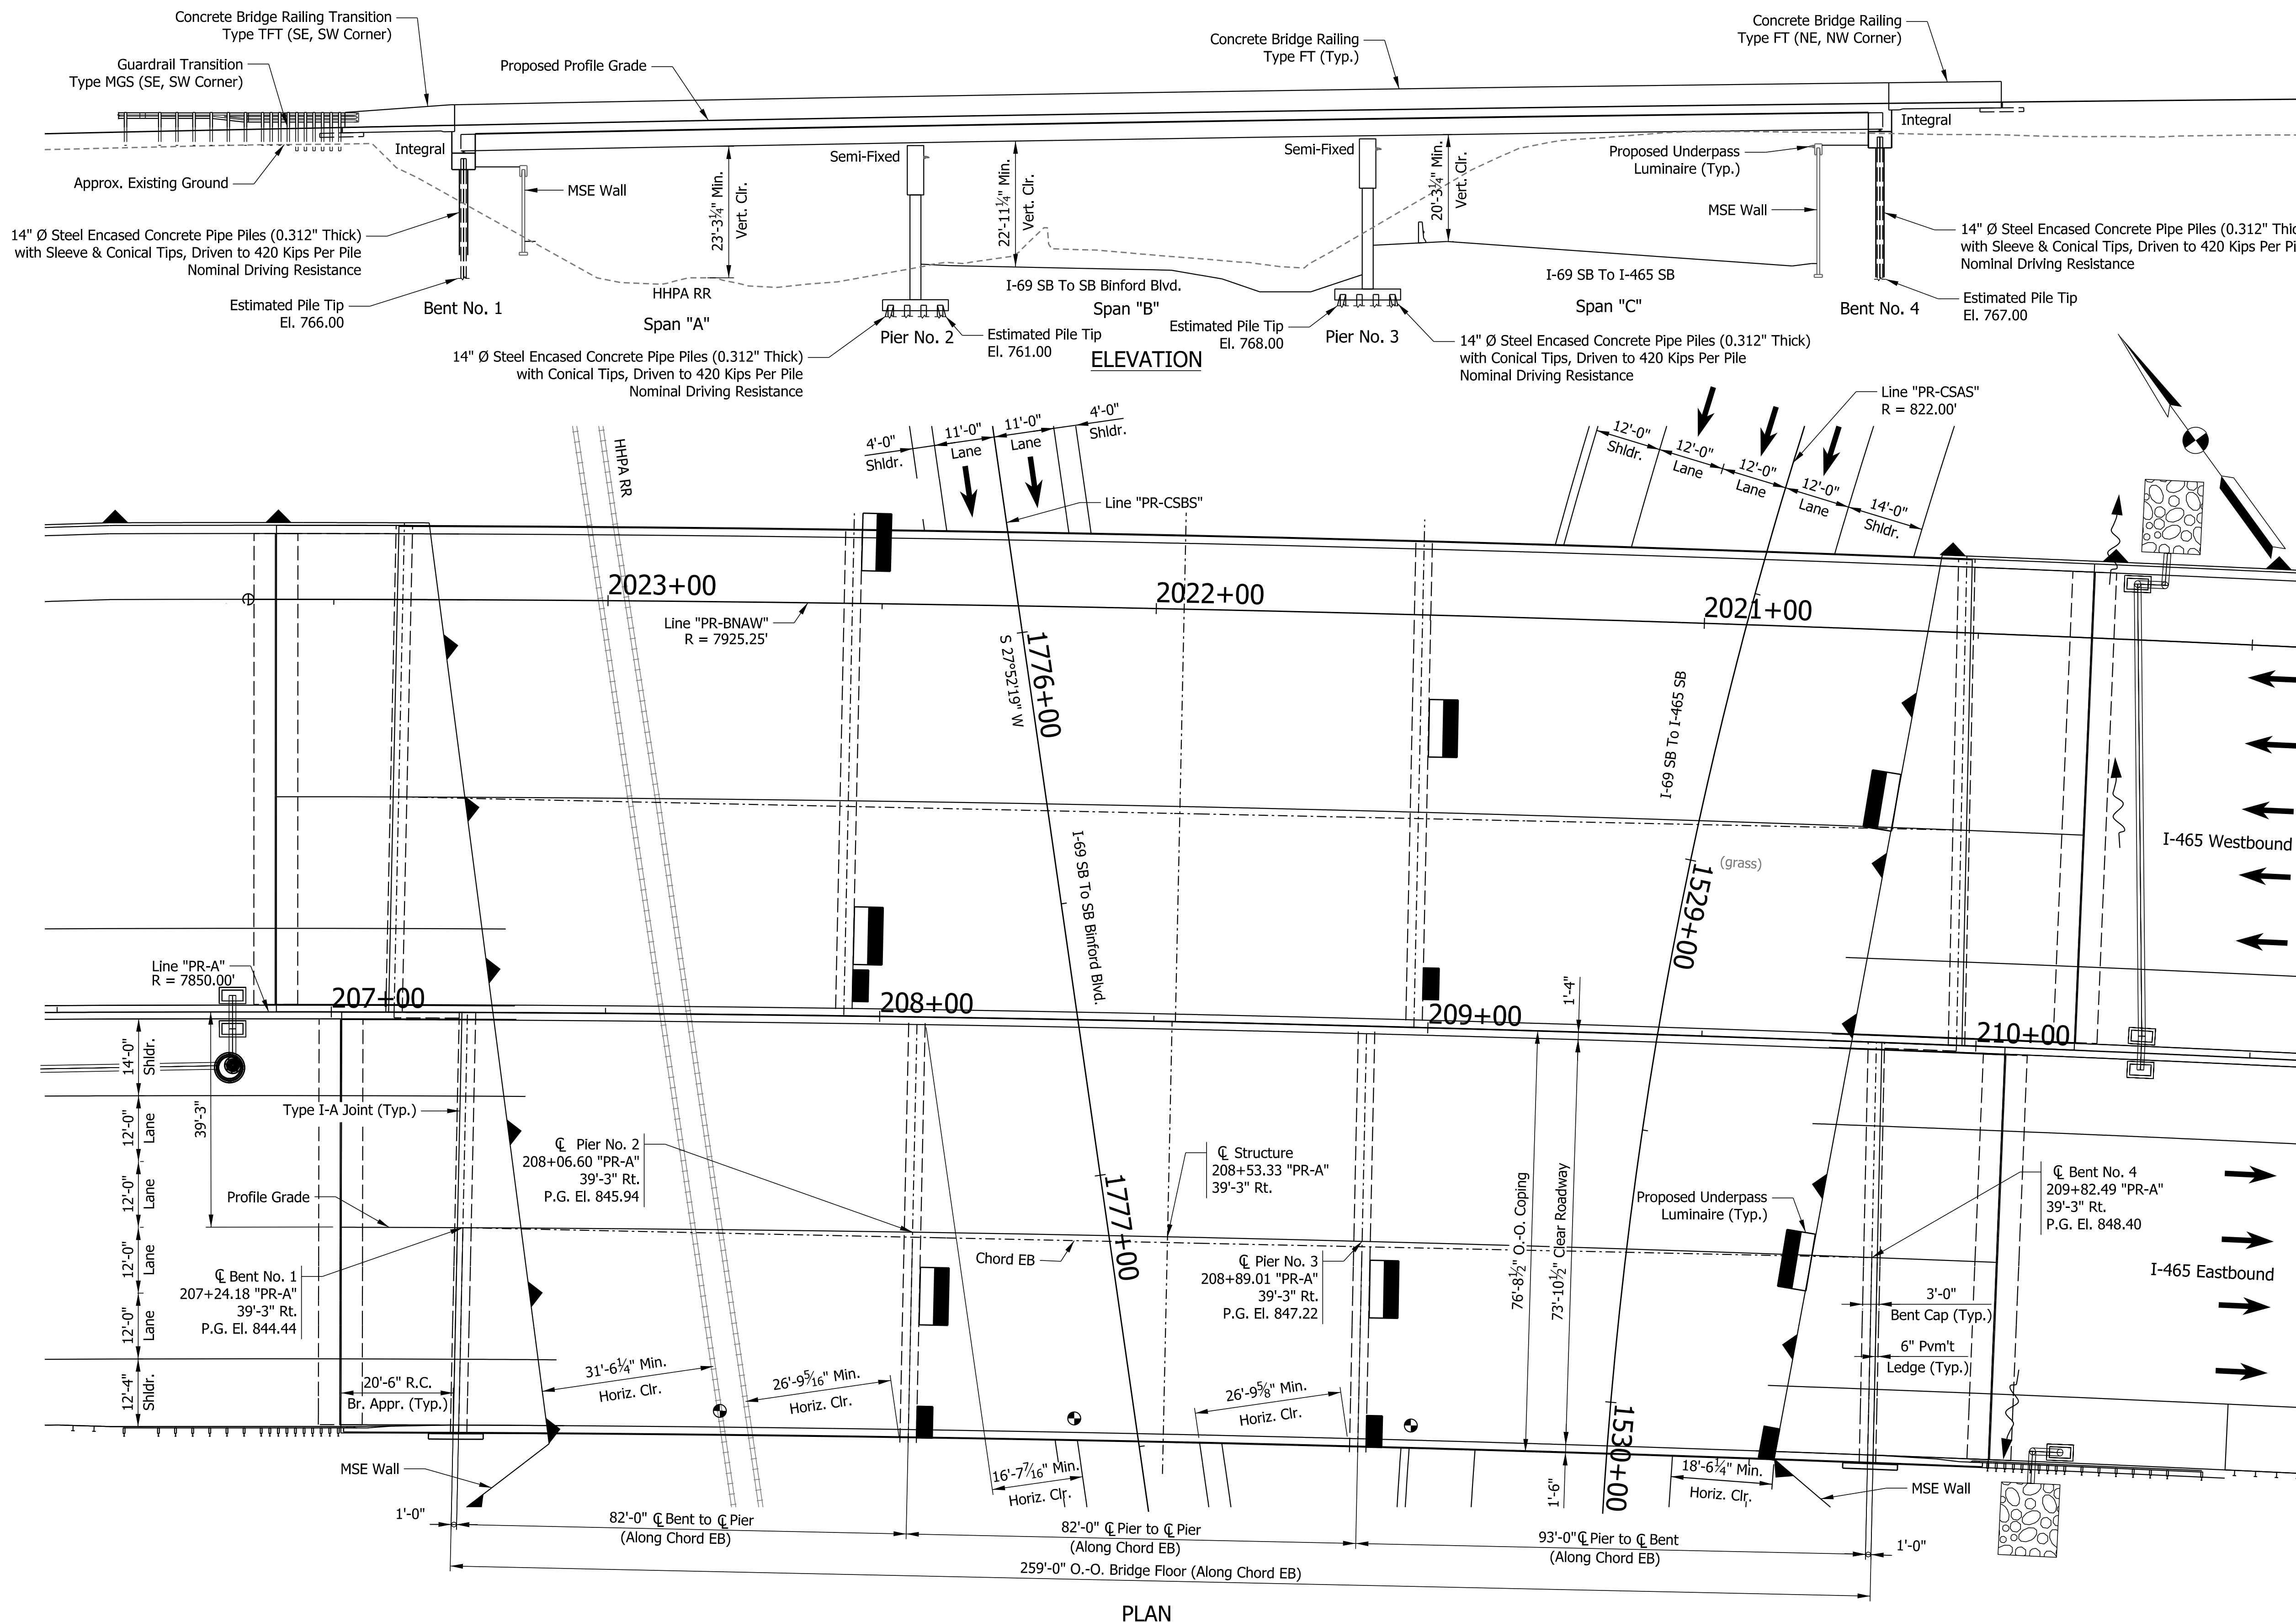 Concrete Bridge Railing Transition
Type TFT (SE, SW Corner)
Guardrail Transition
Type MGS (SE, SW Corner)
Proposed Profile Grade
Concrete Bridge Railing
Type FT (Typ.)
Concrete Bridge Railing
Type FT (NE, NW Corner)
Integral
Semi-Fixed
Semi-Fixed
Integral
Approx. Existing Ground
MSE Wall
23'-3¼" Min.
Vert. Clr.
22'-11¼" Min.
Vert. Clr.
20'-3¼" Min.
Vert. Clr.
Proposed Underpass
Luminaire (Typ.)
MSE Wall
14" Ø Steel Encased Concrete Pipe Piles (0.312" Thick)
with Sleeve & Conical Tips, Driven to 420 Kips Per Pile
Nominal Driving Resistance
14" Ø Steel Encased Concrete Pipe Piles (0.312" Thic
with Sleeve & Conical Tips, Driven to 420 Kips Per Pi
Nominal Driving Resistance
Estimated Pile Tip
El. 766.00
Bent No. 1
HHPA RR
Span "A"
I-69 SB To SB Binford Blvd.
Span "B"
I-69 SB To I-465 SB
Span "C"
Bent No. 4
Estimated Pile Tip
El. 767.00
Pier No. 2
Estimated Pile Tip
El. 761.00
Estimated Pile Tip
El. 768.00
Pier No. 3
14" Ø Steel Encased Concrete Pipe Piles (0.312" Thick)
with Conical Tips, Driven to 420 Kips Per Pile
Nominal Driving Resistance
14" Ø Steel Encased Concrete Pipe Piles (0.312" Thick)
with Conical Tips, Driven to 420 Kips Per Pile
Nominal Driving Resistance
ELEVATION
HHPA RR
4'-0"
Shldr.
11'-0"
Lane
11'-0"
Lane
4'-0"
Shldr.
Line "PR-CSBS"
12'-0"
Shldr.
12'-0"
Lane
12'-0"
Lane
12'-0"
Lane
14'-0"
Shldr.
Line "PR-CSAS"
R = 822.00'
2023+00
2022+00
2021+00
Line "PR-BNAW"
R = 7925.25'
1776+00
S 27°52'19" W
I-69 SB To I-465 SB
I-69 SB To SB Binford Blvd.
(grass)
1529+00
I-465 Westbound
Line "PR-A"
R = 7850.00'
207+00
208+00
209+00
210+00
1'-4"
14'-0"
Shldr.
12'-0"
Lane
12'-0"
Lane
12'-0"
Lane
12'-0"
Lane
12'-4"
Shldr.
39'-3"
Type I-A Joint (Typ.)
Profile Grade
℄ Pier No. 2
208+06.60 "PR-A"
39'-3" Rt.
P.G. El. 845.94
℄ Structure
208+53.33 "PR-A"
39'-3" Rt.
1777+00
Chord EB
℄ Bent No. 1
207+24.18 "PR-A"
39'-3" Rt.
P.G. El. 844.44
℄ Pier No. 3
208+89.01 "PR-A"
39'-3" Rt.
P.G. El. 847.22
76'-8½" O.-O. Coping
73'-10½" Clear Roadway
Proposed Underpass
Luminaire (Typ.)
℄ Bent No. 4
209+82.49 "PR-A"
39'-3" Rt.
P.G. El. 848.40
I-465 Eastbound
3'-0"
Bent Cap (Typ.)
6" Pvm't
Ledge (Typ.)
20'-6" R.C.
Br. Appr. (Typ.)
31'-6¼" Min.
Horiz. Clr.
26'-9⁵⁄₁₆" Min.
Horiz. Clr.
26'-9⅝" Min.
Horiz. Clr.
16'-7⁷⁄₁₆" Min.
Horiz. Clr.
1530+00
18'-6¼" Min.
Horiz. Clr.
1'-6"
MSE Wall
MSE Wall
1'-0"
82'-0" ℄ Bent to ℄ Pier
(Along Chord EB)
82'-0" ℄ Pier to ℄ Pier
(Along Chord EB)
93'-0" ℄ Pier to ℄ Bent
(Along Chord EB)
1'-0"
259'-0" O.-O. Bridge Floor (Along Chord EB)
PLAN